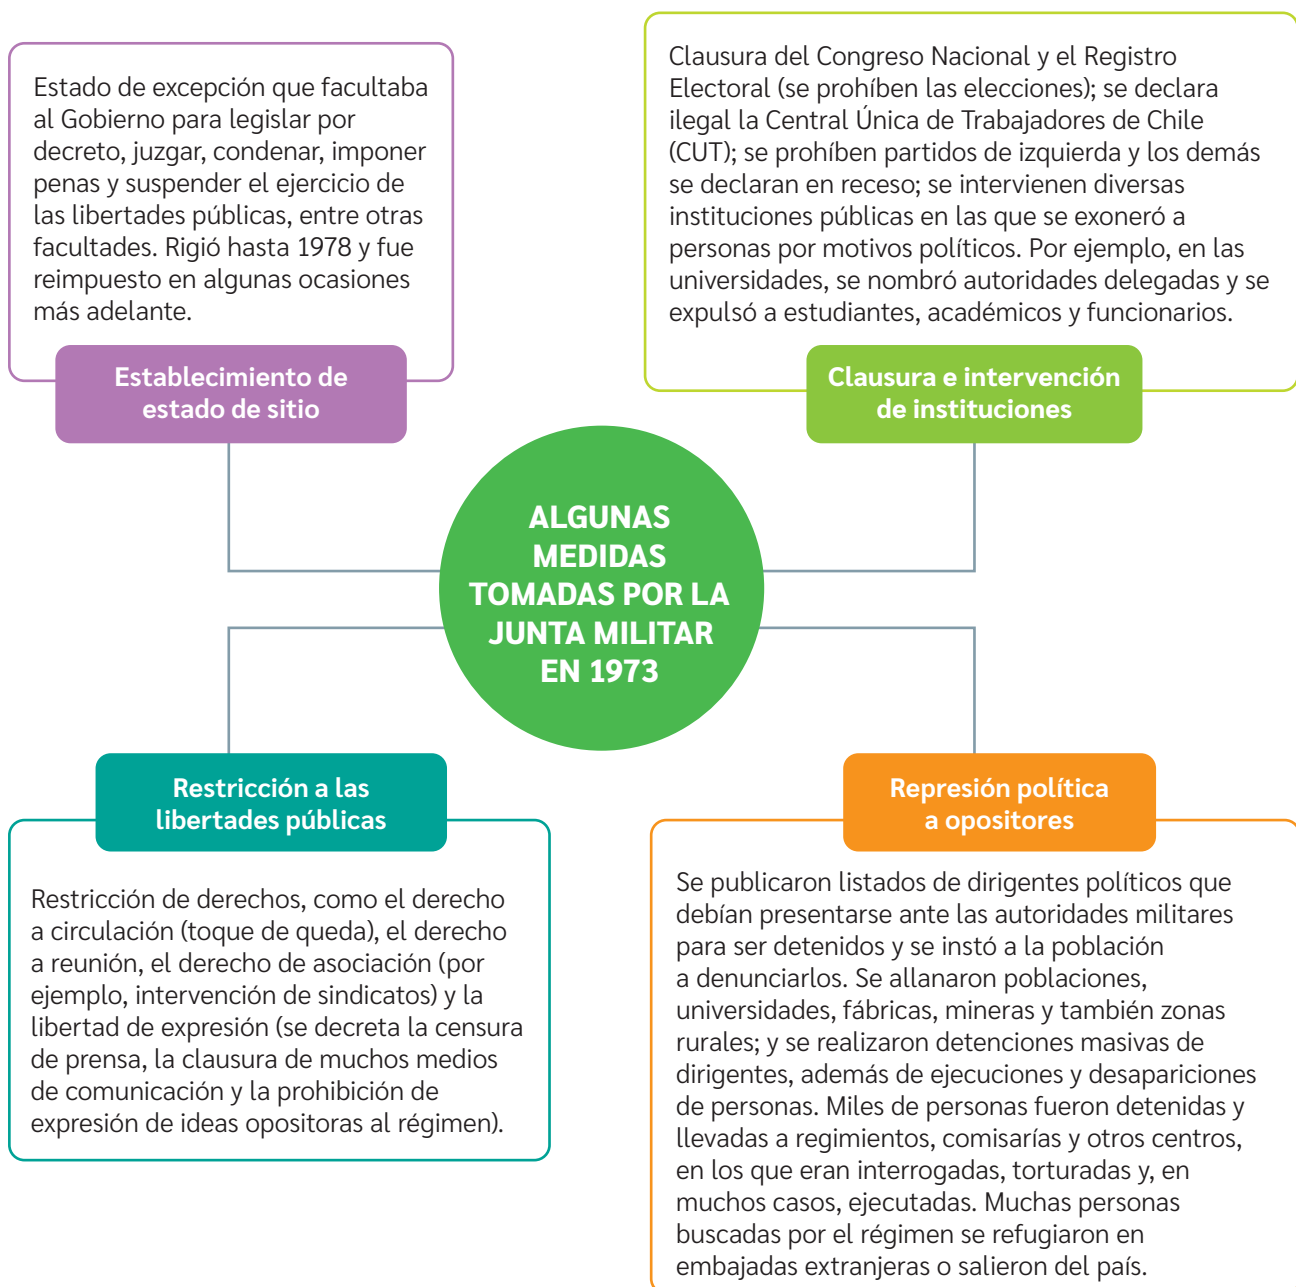 Estado de excepción que facultaba
al Gobierno para legislar por
decreto, juzgar, condenar, imponer
penas y suspender el ejercicio de
las libertades públicas, entre otras
facultades. Rigió hasta 1978 y fue
reimpuesto en algunas ocasiones
más adelante.
Establecimiento de
estado de sitio
Clausura del Congreso Nacional y el Registro
Electoral (se prohíben las elecciones); se declara
ilegal la Central Única de Trabajadores de Chile
(CUT); se prohíben partidos de izquierda y los demás
se declaran en receso; se intervienen diversas
instituciones públicas en las que se exoneró a
personas por motivos políticos. Por ejemplo, en las
universidades, se nombró autoridades delegadas y se
expulsó a estudiantes, académicos y funcionarios.
Clausura e intervención
de instituciones
ALGUNAS
MEDIDAS
TOMADAS POR LA
JUNTA MILITAR
EN 1973
Restricción a las
libertades públicas
Restricción de derechos, como el derecho
a circulación (toque de queda), el derecho
a reunión, el derecho de asociación (por
ejemplo, intervención de sindicatos) y la
libertad de expresión (se decreta la censura
de prensa, la clausura de muchos medios
de comunicación y la prohibición de
expresión de ideas opositoras al régimen).
Represión política
a opositores
Se publicaron listados de dirigentes políticos que
debían presentarse ante las autoridades militares
para ser detenidos y se instó a la población
a denunciarlos. Se allanaron poblaciones,
universidades, fábricas, mineras y también zonas
rurales; y se realizaron detenciones masivas de
dirigentes, además de ejecuciones y desapariciones
de personas. Miles de personas fueron detenidas y
llevadas a regimientos, comisarías y otros centros,
en los que eran interrogadas, torturadas y, en
muchos casos, ejecutadas. Muchas personas
buscadas por el régimen se refugiaron en
embajadas extranjeras o salieron del país.